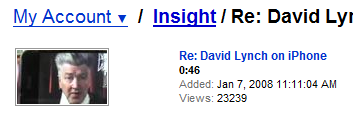 My Account ▼ / Insight / Re: David Lyn
Re: David Lynch on iPhone
0:46
Added: Jan 7, 2008 11:11:04 AM
Views: 23239